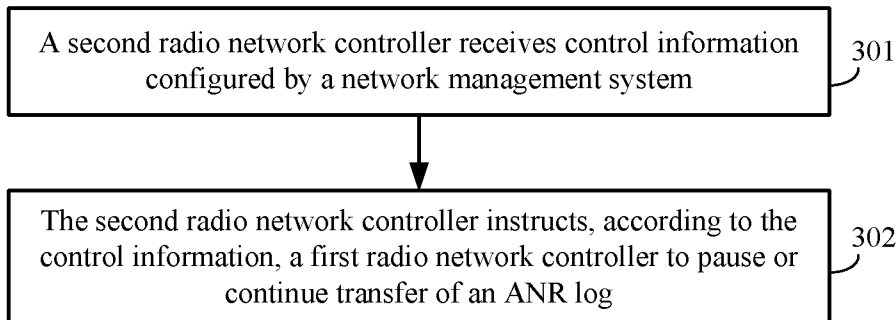 A second radio network controller receives control information
configured by a network management system
301
The second radio network controller instructs, according to the
control information, a first radio network controller to pause or
continue transfer of an ANR log
302